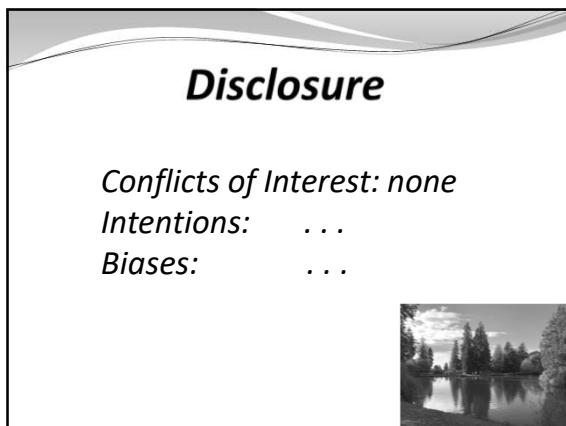 Disclosure
Conflicts of Interest: none
Intentions: . . .
Biases: . . .